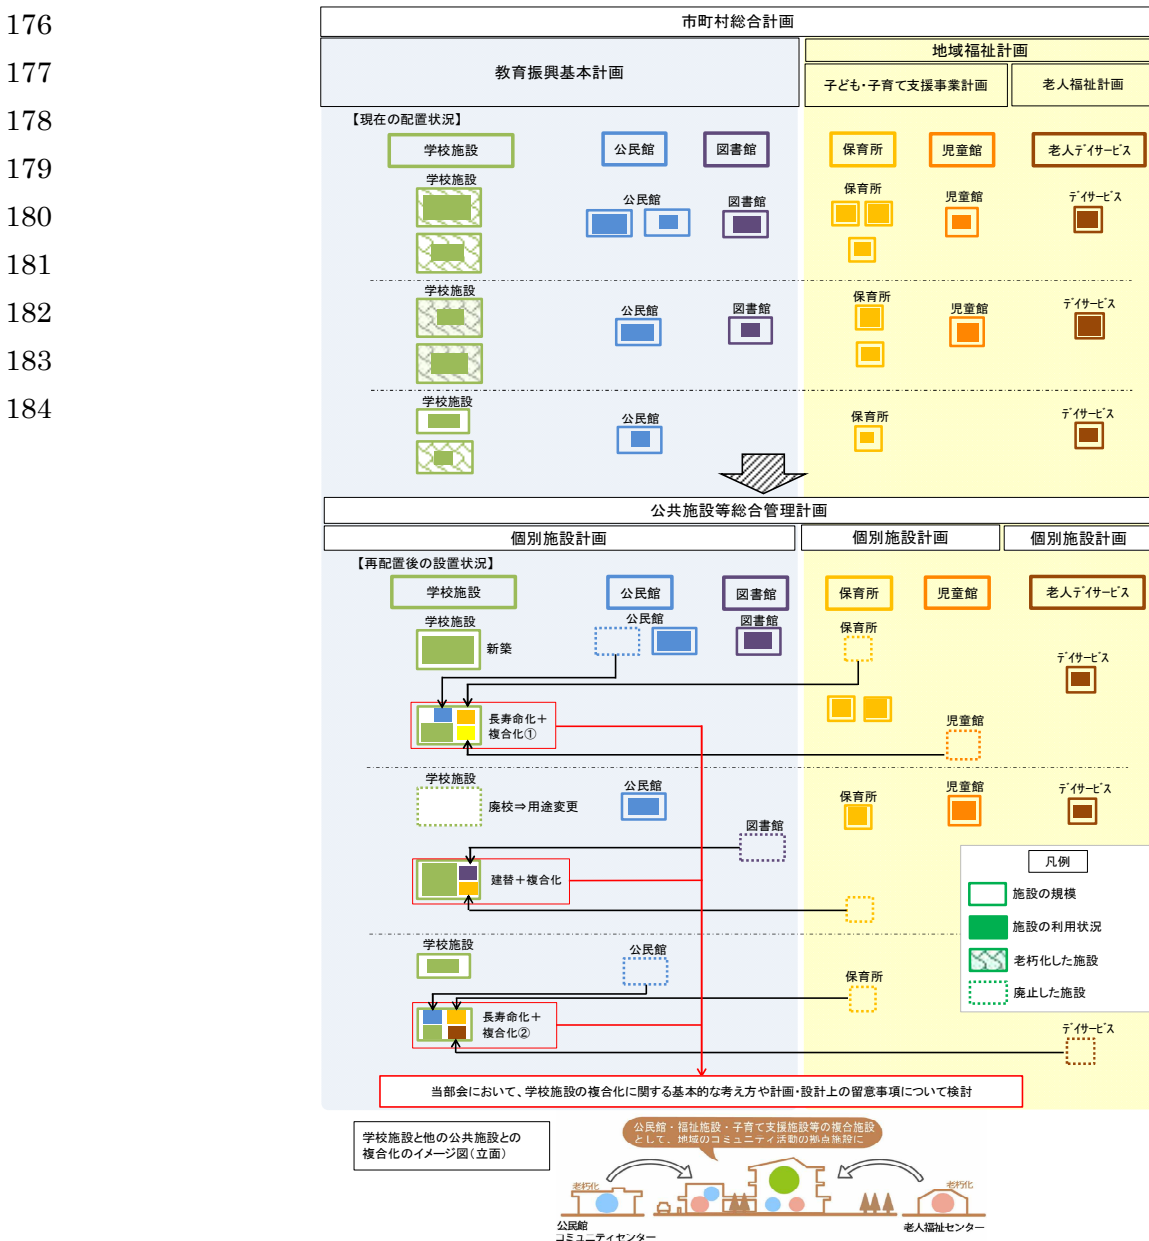 176
177
178
179
180
181
182
183
184
市町村総合計画
教育振興基本計画
地域福祉計画
子ども・子育て支援事業計画
老人福祉計画
【現在の配置状況】
学校施設
公民館
図書館
保育所
児童館
老人デイサービス
学校施設
公民館
図書館
保育所
児童館
デイサービス
学校施設
公民館
図書館
保育所
児童館
デイサービス
学校施設
公民館
保育所
デイサービス
公共施設等総合管理計画
個別施設計画
個別施設計画
個別施設計画
【再配置後の設置状況】
学校施設
公民館
図書館
保育所
児童館
老人デイサービス
学校施設
新築
公民館
図書館
保育所
デイサービス
長寿命化+
複合化①
児童館
学校施設
廃校⇒用途変更
公民館
図書館
保育所
児童館
デイサービス
建替+複合化
学校施設
公民館
保育所
長寿命化+
複合化②
デイサービス
凡例
施設の規模
施設の利用状況
老朽化した施設
廃止した施設
当部会において、学校施設の複合化に関する基本的な考え方や計画・設計上の留意事項について検討
学校施設と他の公共施設との
複合化のイメージ図(立面)
公民館・福祉施設・子育て支援施設等の複合施設
として、地域のコミュニティ活動の拠点施設に
老朽化
老朽化
公民館
コミュニティセンター
老人福祉センター